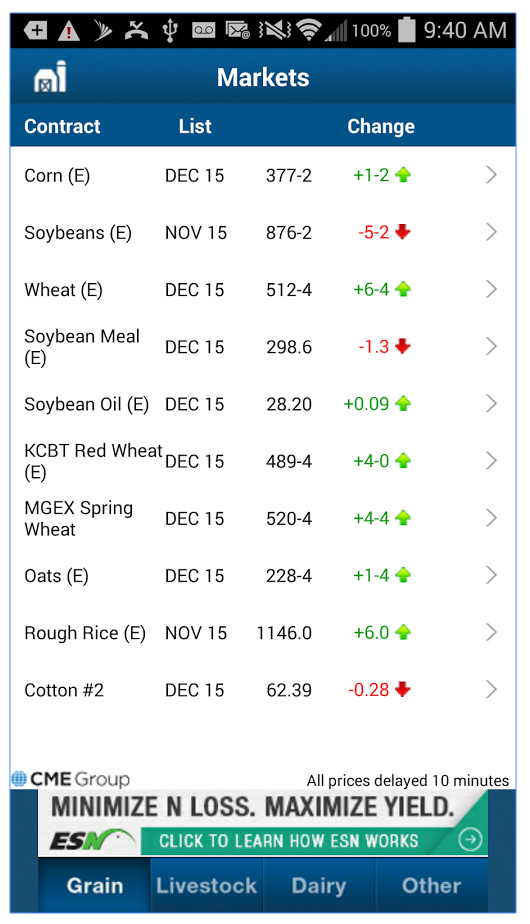 100% 9:40 AM
Markets
Contract List Change
Corn (E) DEC 15 377-2 +1-2
Soybeans (E) NOV 15 876-2 -5-2
Wheat (E) DEC 15 512-4 +6-4
Soybean Meal
(E) DEC 15 298.6 -1.3
Soybean Oil (E) DEC 15 28.20 +0.09
KCBT Red Wheat
(E) DEC 15 489-4 +4-0
MGEX Spring
Wheat DEC 15 520-4 +4-4
Oats (E) DEC 15 228-4 +1-4
Rough Rice (E) NOV 15 1146.0 +6.0
Cotton #2 DEC 15 62.39 -0.28
CME Group All prices delayed 10 minutes
MINIMIZE N LOSS. MAXIMIZE YIELD.
ESN CLICK TO LEARN HOW ESN WORKS
Grain Livestock Dairy Other